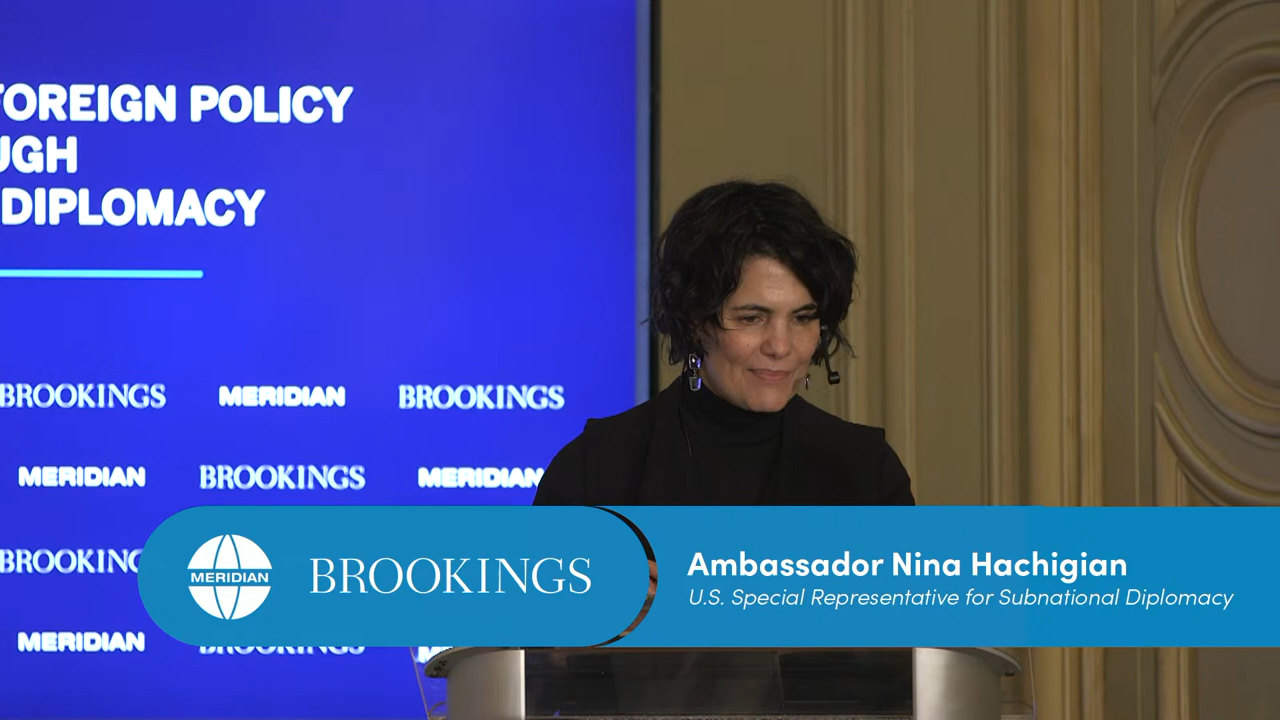 FOREIGN POLICY
UGH
DIPLOMACY
BROOKINGS MERIDIAN BROOKINGS
MERIDIAN BROOKINGS MERIDIAN
BROOKING
MERIDIAN BROOKINGS
MERIDIAN
BROOKINGS
Ambassador Nina Hachigian
U.S. Special Representative for Subnational Diplomacy